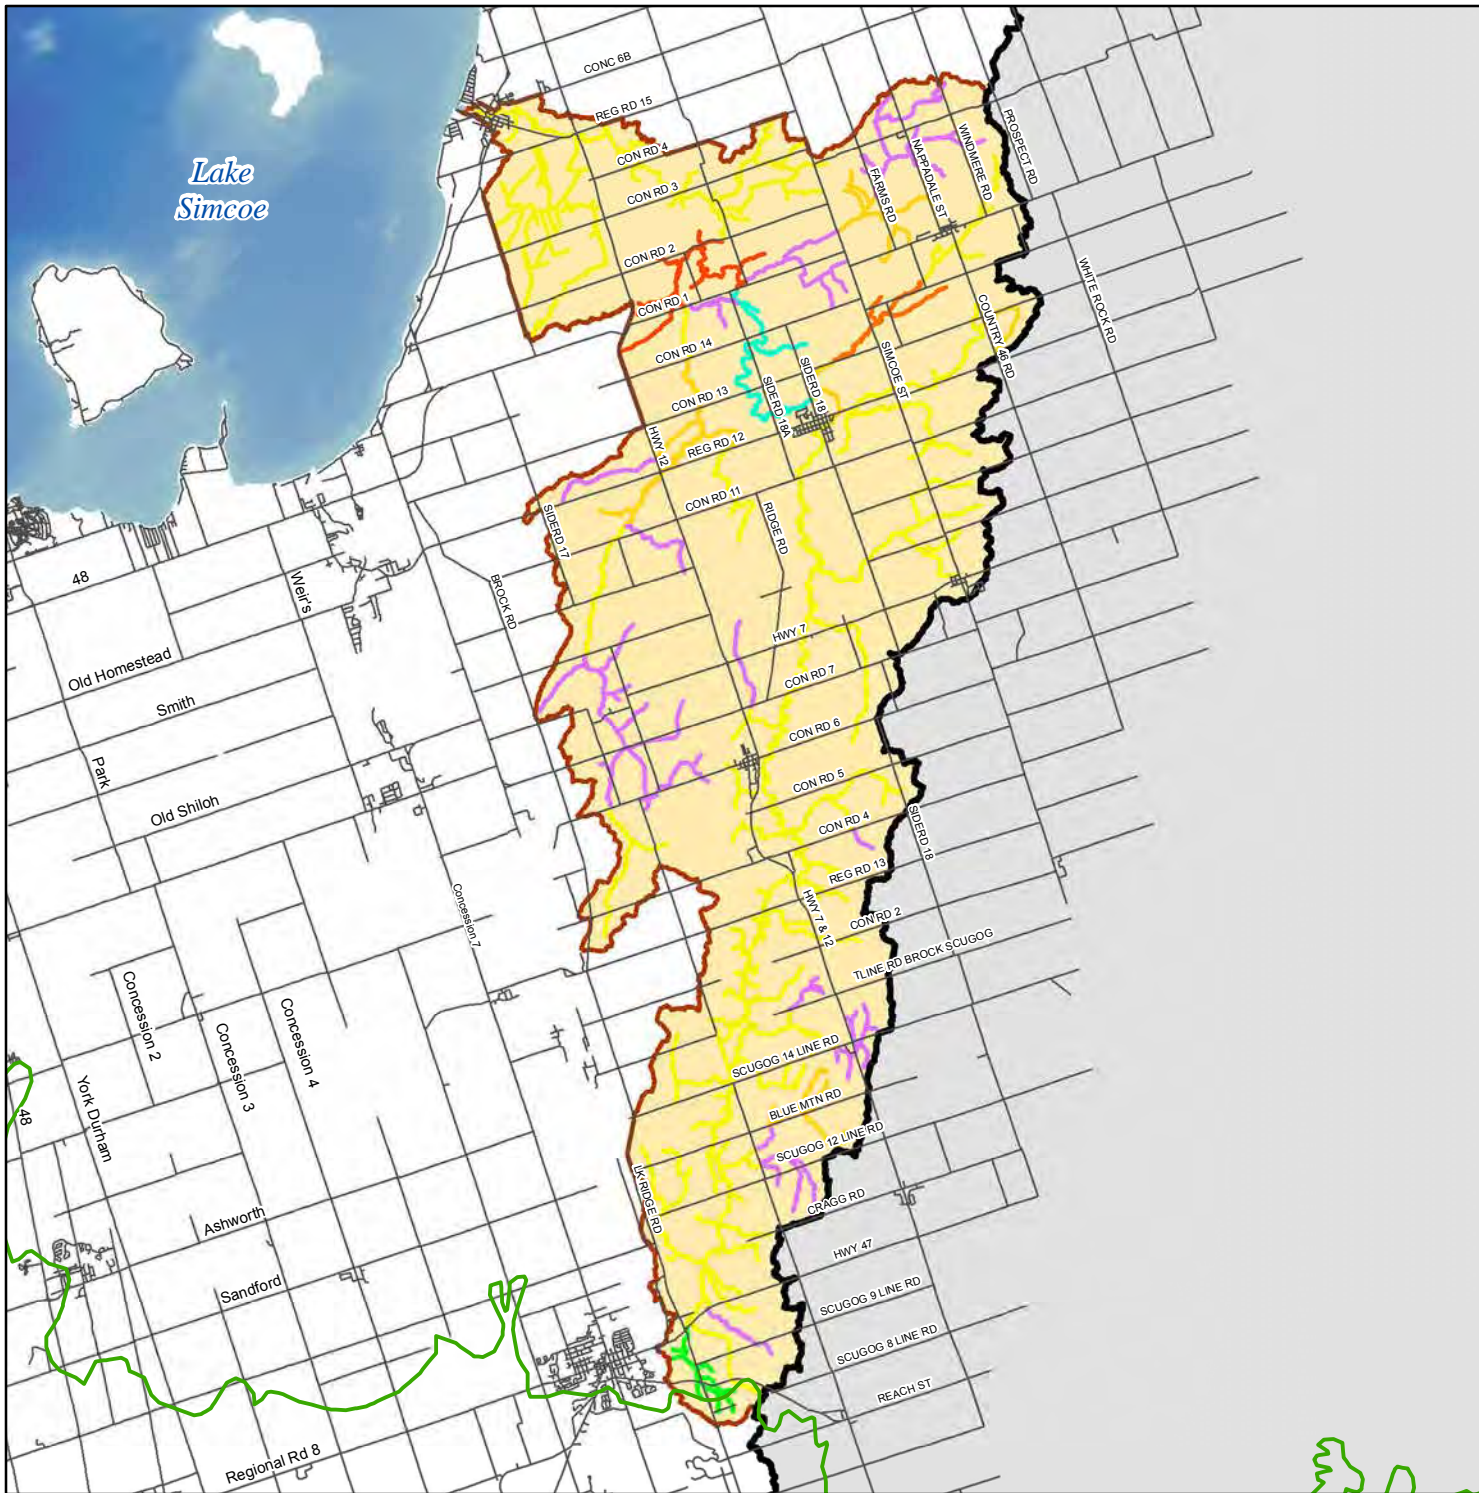 CONC 6B
REG RD 15
CON RD 4
CON RD 3
CON RD 2
CON RD 1
CON RD 14
CON RD 13
REG RD 12
CON RD 11
Lake
Simcoe
PROSPECT RD
WINDMERE RD
NAPPADALE ST
FARMS RD
WHITE ROCK RD
COUNTRY 46 RD
SIMCOE ST
SIDERD 18
SIDERD 18A
HWY 12
RIDGE RD
SIDERD 17
BROCK RD
48
Weir's
Old Homestead
Smith
Park
Old Shiloh
HWY 7
CON RD 7
CON RD 6
CON RD 5
CON RD 4
SIDERD 18
REG RD 13
HWY 7 & 12
CON RD 2
TLINE RD BROCK SCUGOG
Concession 7
Concession 2
Concession 3
Concession 4
York Durham
48
SCUGOG 14 LINE RD
BLUE MTN RD
SCUGOG 12 LINE RD
LK RIDGE RD
CRAGG RD
HWY 47
Ashworth
Sandford
SCUGOG 9 LINE RD
SCUGOG 8 LINE RD
REACH ST
Regional Rd 8